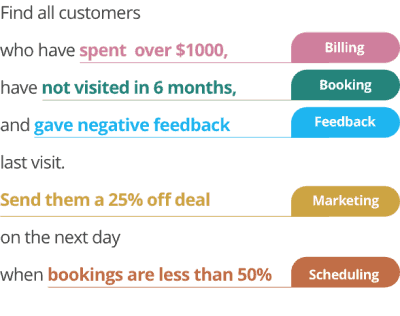 Find all customers
who have spent over $1000, Billing
have not visited in 6 months, Booking
and gave negative feedback Feedback
last visit.
Send them a 25% off deal Marketing
on the next day
when bookings are less than 50% Scheduling